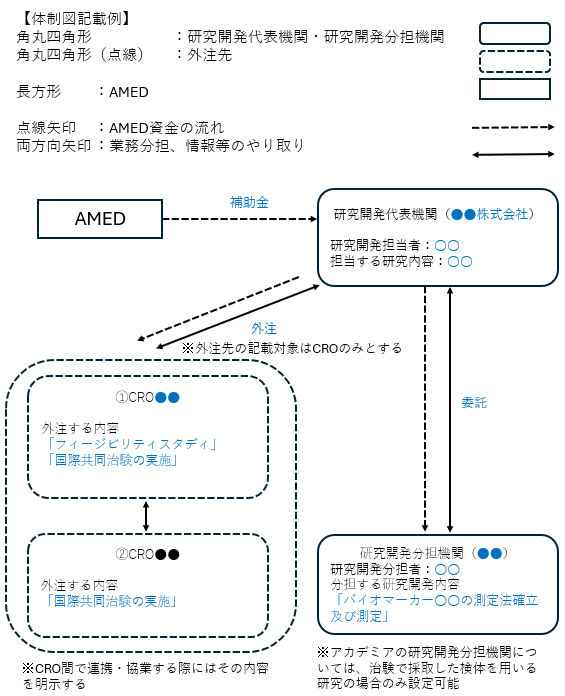 【体制図記載例】
角丸四角形 ：研究開発代表機関・研究開発分担機関
角丸四角形（点線） ：外注先
長方形 ：AMED
点線矢印 ：AMED資金の流れ
両方向矢印：業務分担、情報等のやり取り
AMED
補助金
研究開発代表機関（●●株式会社）
研究開発担当者：〇〇
担当する研究内容：〇〇
外注
※外注先の記載対象はCROのみとする
①CRO●●
外注する内容
「フィージビリティスタディ」
「国際共同治験の実施」
委託
②CRO●●
外注する内容
「国際共同治験の実施」
研究開発分担機関（●●）
研究開発分担者：〇〇
分担する研究開発内容
「バイオマーカー〇〇の測定法確立
及び測定」
※CRO間で連携・協業する際にはその内容
を明示する
※アカデミアの研究開発分担機関につ
いては、治験で採取した検体を用いる
研究の場合のみ設定可能